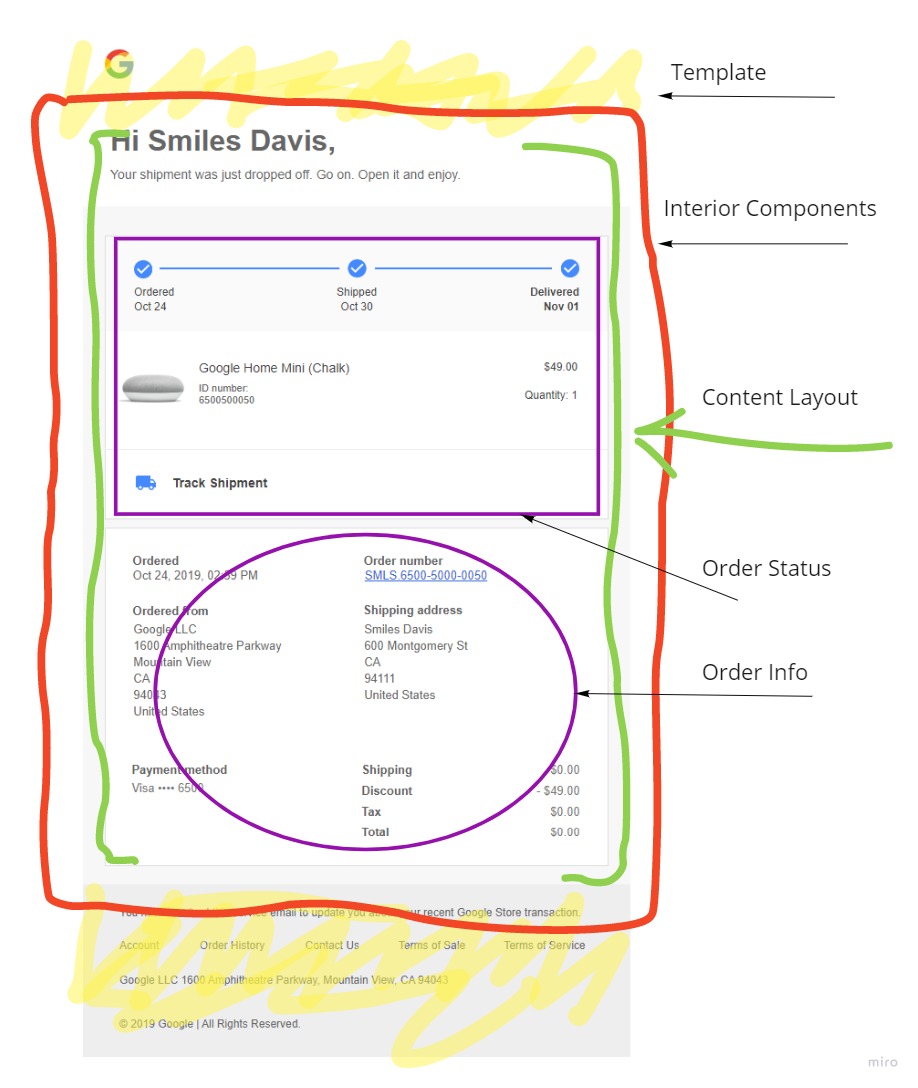 G
Template
Hi Smiles Davis,
Your shipment was just dropped off. Go on. Open it and enjoy.
Interior Components
Ordered
Oct 24
Shipped
Oct 30
Delivered
Nov 01
Google Home Mini (Chalk)
ID number:
6500500050
$49.00
Quantity: 1
Content Layout
Track Shipment
Order Status
Ordered
Oct 24, 2019, 02:59 PM
Order number
SMLS.6500-5000-0050
Ordered from
Google LLC
1600 Amphitheatre Parkway
Mountain View
CA
94043
United States
Shipping address
Smiles Davis
600 Montgomery St
CA
94111
United States
Order Info
Payment method
Visa •••• 6500
Shipping $0.00
Discount - $49.00
Tax $0.00
Total $0.00
email to update you about your recent Google Store transaction.
Account Order History Contact Us Terms of Sale Terms of Service
Google LLC 1600 Amphitheatre Parkway, Mountain View, CA 94043
© 2019 Google | All Rights Reserved.
miro